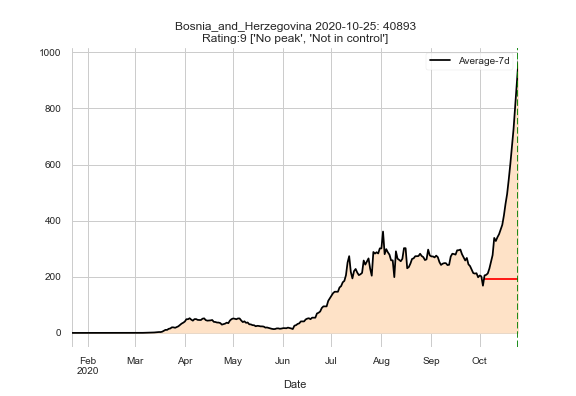 Bosnia_and_Herzegovina 2020-10-25: 40893
Rating:9 ['No peak', 'Not in control']
Average-7d
1000
800
600
400
200
0
Feb Mar Apr May Jun Jul Aug Sep Oct
2020
Date